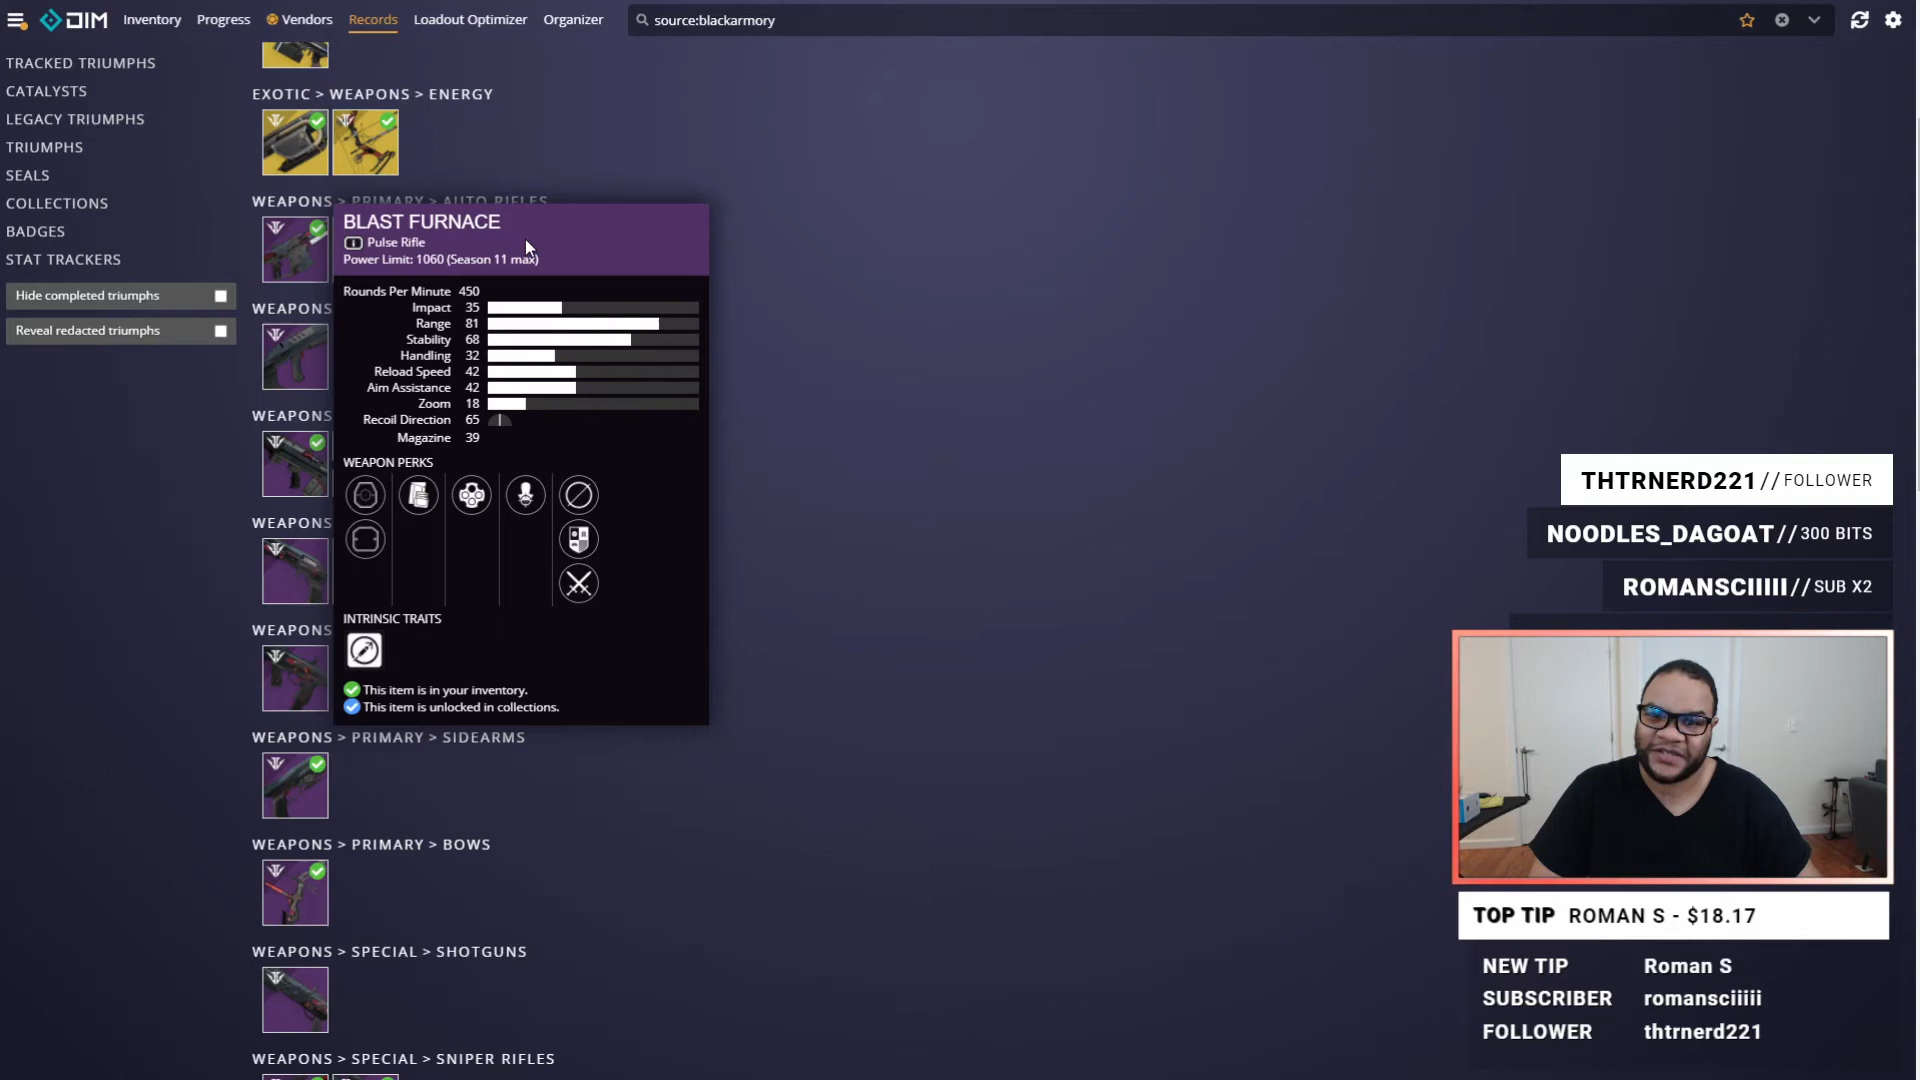 DIM Inventory Progress Vendors Records Loadout Optimizer Organizer source:blackarmory
TRACKED TRIUMPHS
CATALYSTS
LEGACY TRIUMPHS
TRIUMPHS
SEALS
COLLECTIONS
BADGES
STAT TRACKERS
Hide completed triumphs
Reveal redacted triumphs
EXOTIC > WEAPONS > ENERGY
WEAPONS > PRIMARY > AUTO RIFLES
WEAPONS
WEAPONS
WEAPONS
WEAPONS
WEAPONS > PRIMARY > SIDEARMS
WEAPONS > PRIMARY > BOWS
WEAPONS > SPECIAL > SHOTGUNS
WEAPONS > SPECIAL > SNIPER RIFLES
BLAST FURNACE
Pulse Rifle
Power Limit: 1060 (Season 11 max)
Rounds Per Minute 450
Impact 35
Range 81
Stability 68
Handling 32
Reload Speed 42
Aim Assistance 42
Zoom 18
Recoil Direction 65
Magazine 39
WEAPON PERKS
INTRINSIC TRAITS
This item is in your inventory.
This item is unlocked in collections.
THTRNERD221 // FOLLOWER
NOODLES_DAGOAT // 300 BITS
ROMANSCIIIII // SUB X2
TOP TIP ROMAN S - $18.17
NEW TIP Roman S
SUBSCRIBER romansciiiii
FOLLOWER thtrnerd221